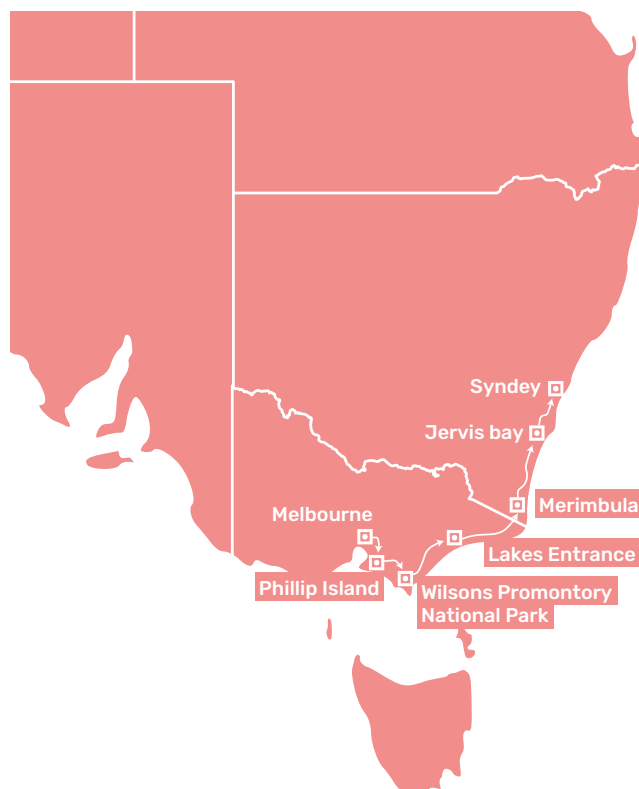 Syndey
Jervis bay
Merimbula
Melbourne
Lakes Entrance
Phillip Island
Wilsons Promontory
National Park